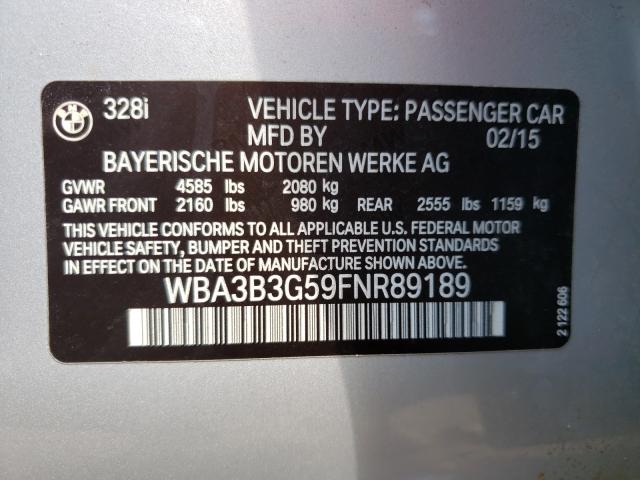 BMW
328i VEHICLE TYPE: PASSENGER CAR
MFD BY 02/15
BAYERISCHE MOTOREN WERKE AG
GVWR 4585 lbs 2080 kg
GAWR FRONT 2160 lbs 980 kg REAR 2555 lbs 1159 kg
THIS VEHICLE CONFORMS TO ALL APPLICABLE U.S. FEDERAL MOTOR
VEHICLE SAFETY, BUMPER AND THEFT PREVENTION STANDARDS
IN EFFECT ON THE DATE OF MANUFACTURE SHOWN ABOVE.
WBA3B3G59FNR89189
2 122 606